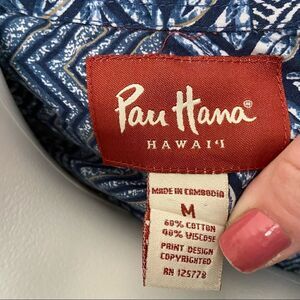 Pau Hana®
HAWAI'I
MADE IN CAMBODIA
M
60% COTTON
40% VISCOSE
PRINT DESIGN
COPYRIGHTED
RN 125778